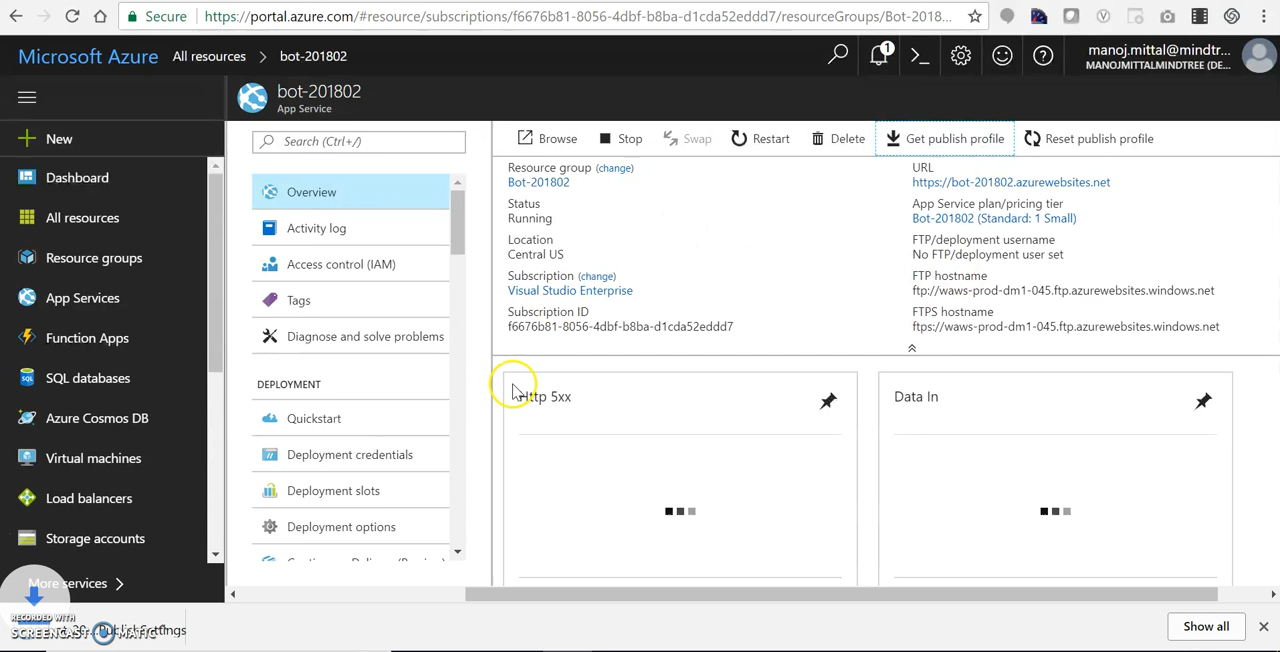 Secure
https://portal.azure.com/#resource/subscriptions/f6676b81-8056-4dbf-b8ba-d1cda52eddd7/resourceGroups/Bot-2018...
Microsoft Azure
All resources > bot-201802
1
manoj.mittal@mindtree...
MANOJMITTALMINDTREE (DE...
bot-201802
App Service
New
Dashboard
All resources
Resource groups
App Services
Function Apps
SQL databases
Azure Cosmos DB
Virtual machines
Load balancers
Storage accounts
More services >
Search (Ctrl+/)
Overview
Activity log
Access control (IAM)
Tags
Diagnose and solve problems
DEPLOYMENT
Quickstart
Deployment credentials
Deployment slots
Deployment options
Browse
Stop
Swap
Restart
Delete
Get publish profile
Reset publish profile
Resource group (change)
Bot-201802
Status
Running
Location
Central US
Subscription (change)
Visual Studio Enterprise
Subscription ID
f6676b81-8056-4dbf-b8ba-d1cda52eddd7
URL
https://bot-201802.azurewebsites.net
App Service plan/pricing tier
Bot-201802 (Standard: 1 Small)
FTP/deployment username
No FTP/deployment user set
FTP hostname
ftp://waws-prod-dm1-045.ftp.azurewebsites.windows.net
FTPS hostname
ftps://waws-prod-dm1-045.ftp.azurewebsites.windows.net
Http 5xx
Data In
RECORDED WITH
SCREENCAST MATIC
Show all